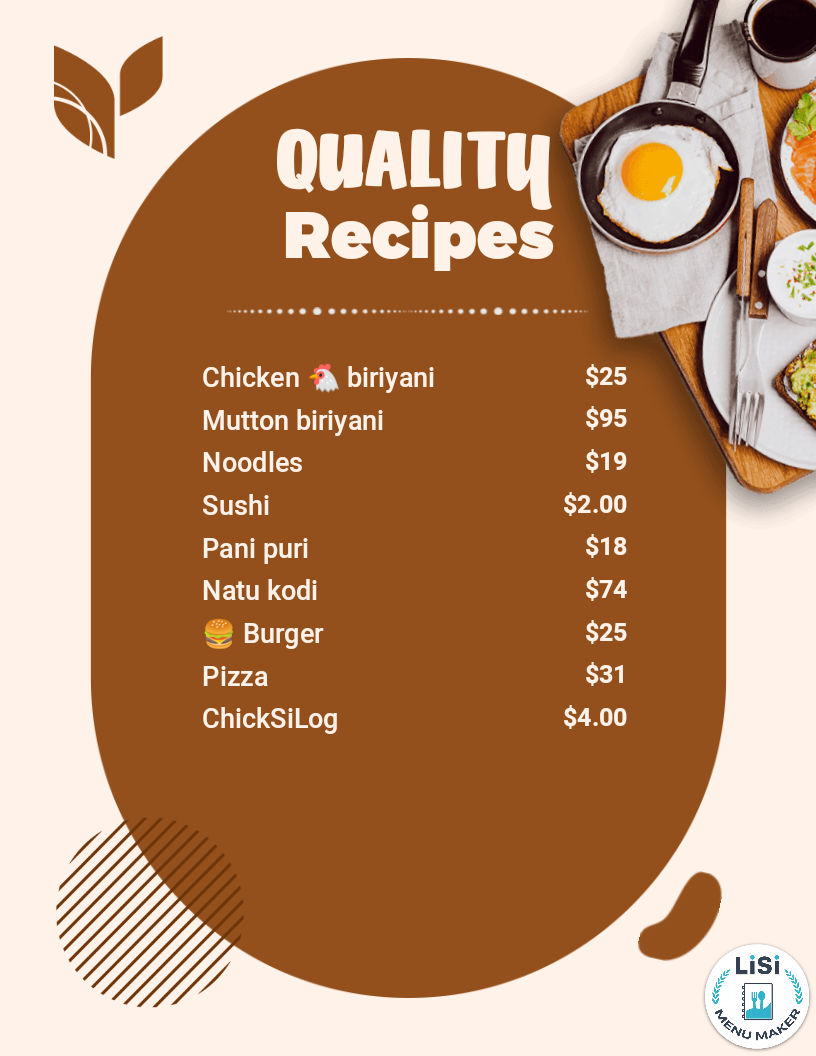 QUALITY
Recipes
Chicken 🐔 biriyani $25
Mutton biriyani $95
Noodles $19
Sushi $2.00
Pani puri $18
Natu kodi $74
🍔 Burger $25
Pizza $31
ChickSiLog $4.00
LiSi
MENU MAKER